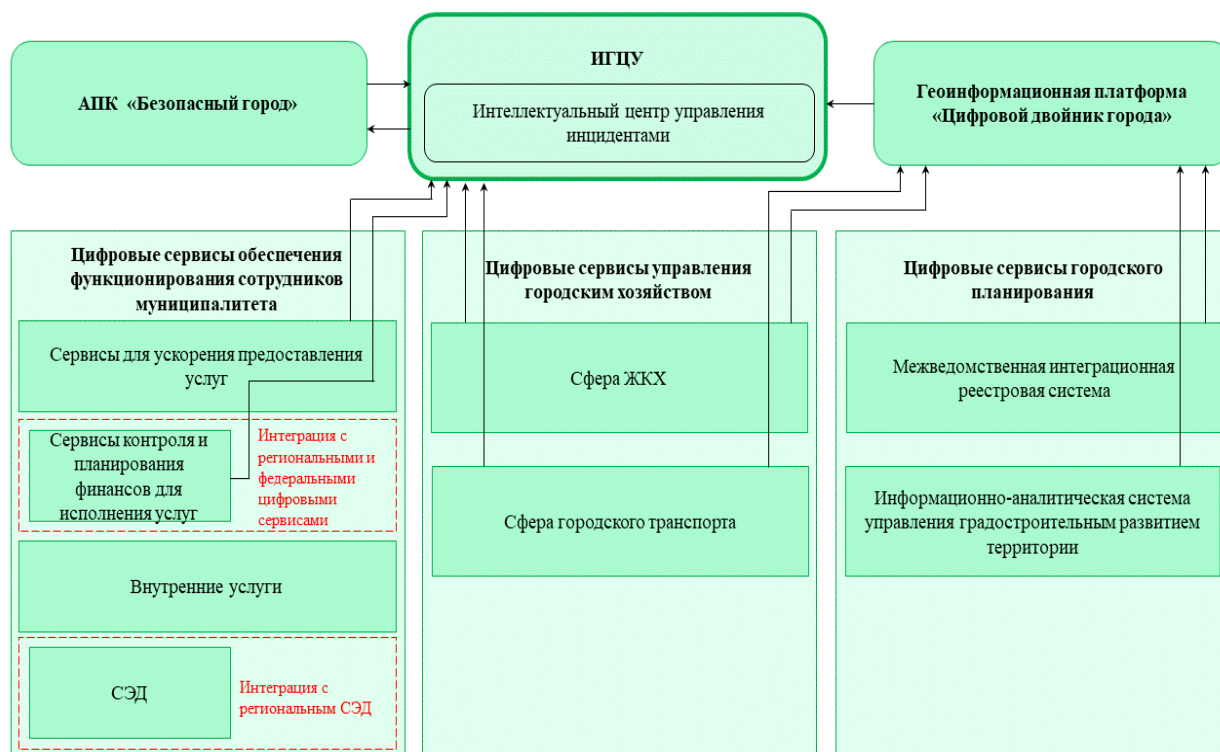 АПК «Безопасный город»
ИГЦУ
Интеллектуальный центр управления
инцидентами
Геоинформационная платформа
«Цифровой двойник города»
Цифровые сервисы обеспечения
функционирования сотрудников
муниципалитета
Сервисы для ускорения предоставления
услуг
Сервисы контроля и
планирования
финансов для
исполнения услуг
Интеграция с
региональными и
федеральными
цифровыми
сервисами
Внутренние услуги
СЭД
Интеграция с
региональным СЭД
Цифровые сервисы управления
городским хозяйством
Сфера ЖКХ
Сфера городского транспорта
Цифровые сервисы городского
планирования
Межведомственная интеграционная
реестровая система
Информационно-аналитическая система
управления градостроительным развитием
территории